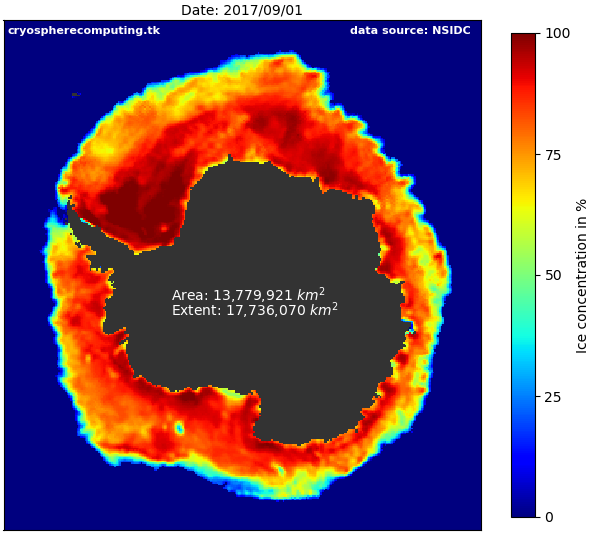 Date: 2017/09/01
cryospherecomputing.tk
data source: NSIDC
Area: 13,779,921 km²
Extent: 17,736,070 km²
100
75
50
25
0
Ice concentration in %